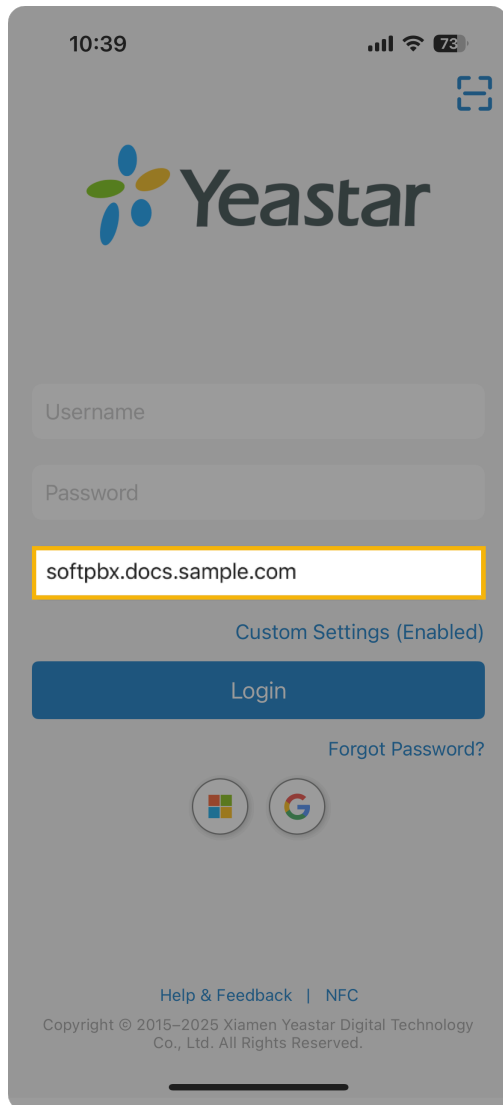 10:39
73
Yeastar
Username
Password
softpbx.docs.sample.com
Custom Settings (Enabled)
Login
Forgot Password?
Help & Feedback | NFC
Copyright © 2015–2025 Xiamen Yeastar Digital Technology
Co., Ltd. All Rights Reserved.